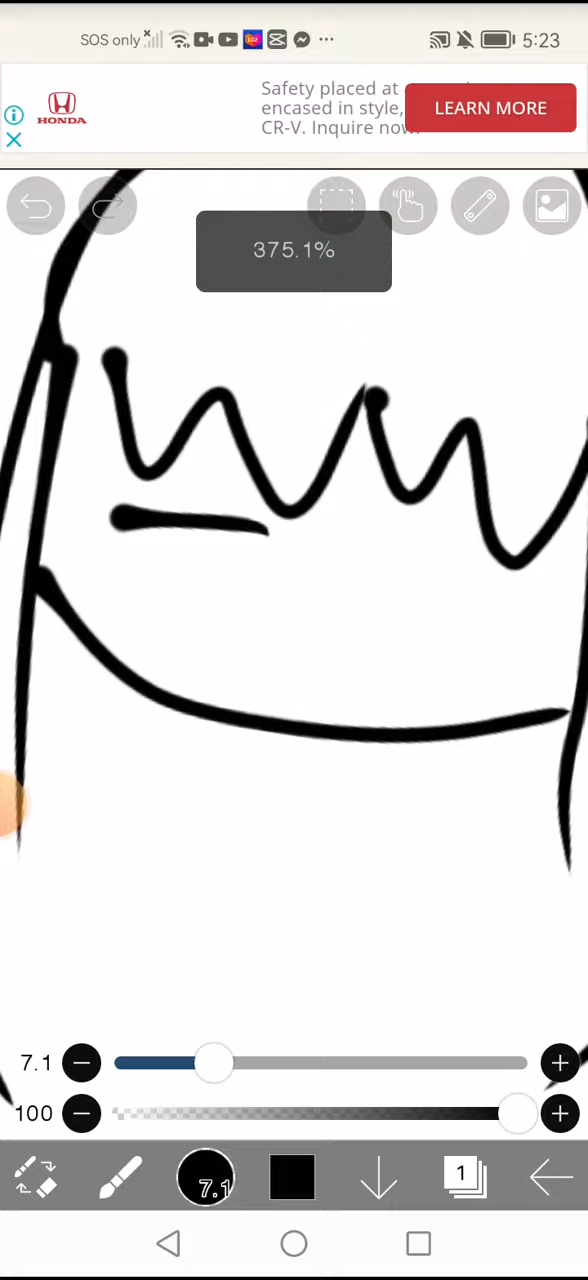 SOS only
5:23
HONDA
Safety placed at
encased in style,
CR-V. Inquire now
LEARN MORE
375.1%
7.1
100
7.1
1